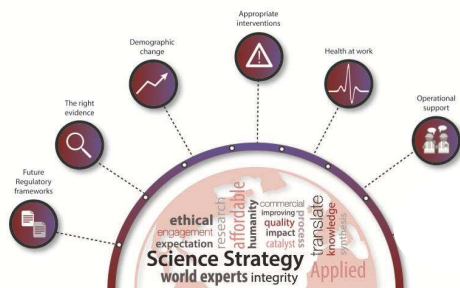 Appropriate
interventions
Demographic
change
Health at work
The right
evidence
Operational
support
Future
Regulatory
frameworks
ethical
engagement
expectation
research
affordable
humanity
commercial
improving
quality
impact
catalyst
process
translate
knowledge
synthesis
Science Strategy
world experts integrity
Applied